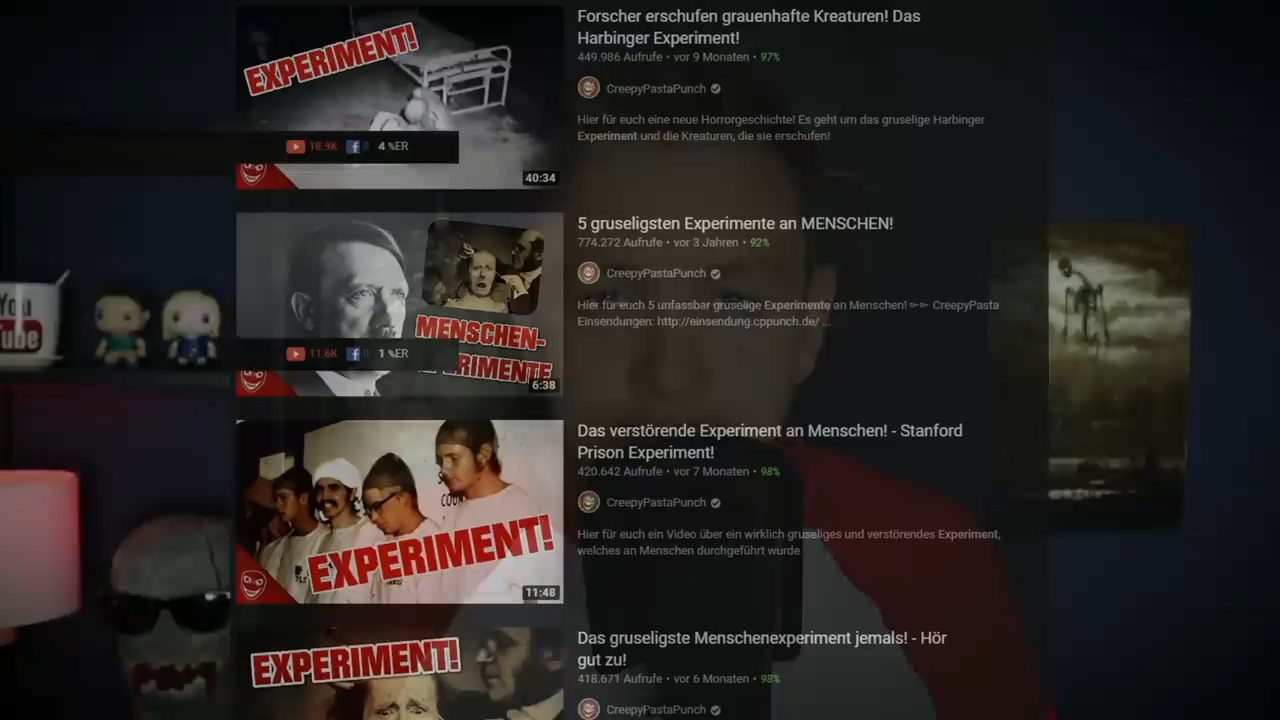 EXPERIMENT!
18.9K
0
4 %ER
40:34
Forscher erschufen grauenhafte Kreaturen! Das
Harbinger Experiment!
449.986 Aufrufe • vor 9 Monaten • 97%
CreepyPastaPunch
Hier für euch eine neue Horrorgeschichte! Es geht um das gruselige Harbinger
Experiment und die Kreaturen, die sie erschufen!
MENSCHEN-
RIMENTE
11.6K
0
1 %ER
6:38
5 gruseligsten Experimente an MENSCHEN!
774.272 Aufrufe • vor 3 Jahren • 92%
CreepyPastaPunch
Hier für euch 5 unfassbar gruselige Experimente an Menschen! ►► CreepyPasta
Einsendungen: http://einsendung.cppunch.de/ ...
You
Tube
EXPERIMENT!
11:48
Das verstörende Experiment an Menschen! - Stanford
Prison Experiment!
420.642 Aufrufe • vor 7 Monaten • 98%
CreepyPastaPunch
Hier für euch ein Video über ein wirklich gruseliges und verstörendes Experiment,
welches an Menschen durchgeführt wurde
EXPERIMENT!
Das gruseligste Menschenexperiment jemals! - Hör
gut zu!
418.671 Aufrufe • vor 6 Monaten • 98%
CreepyPastaPunch